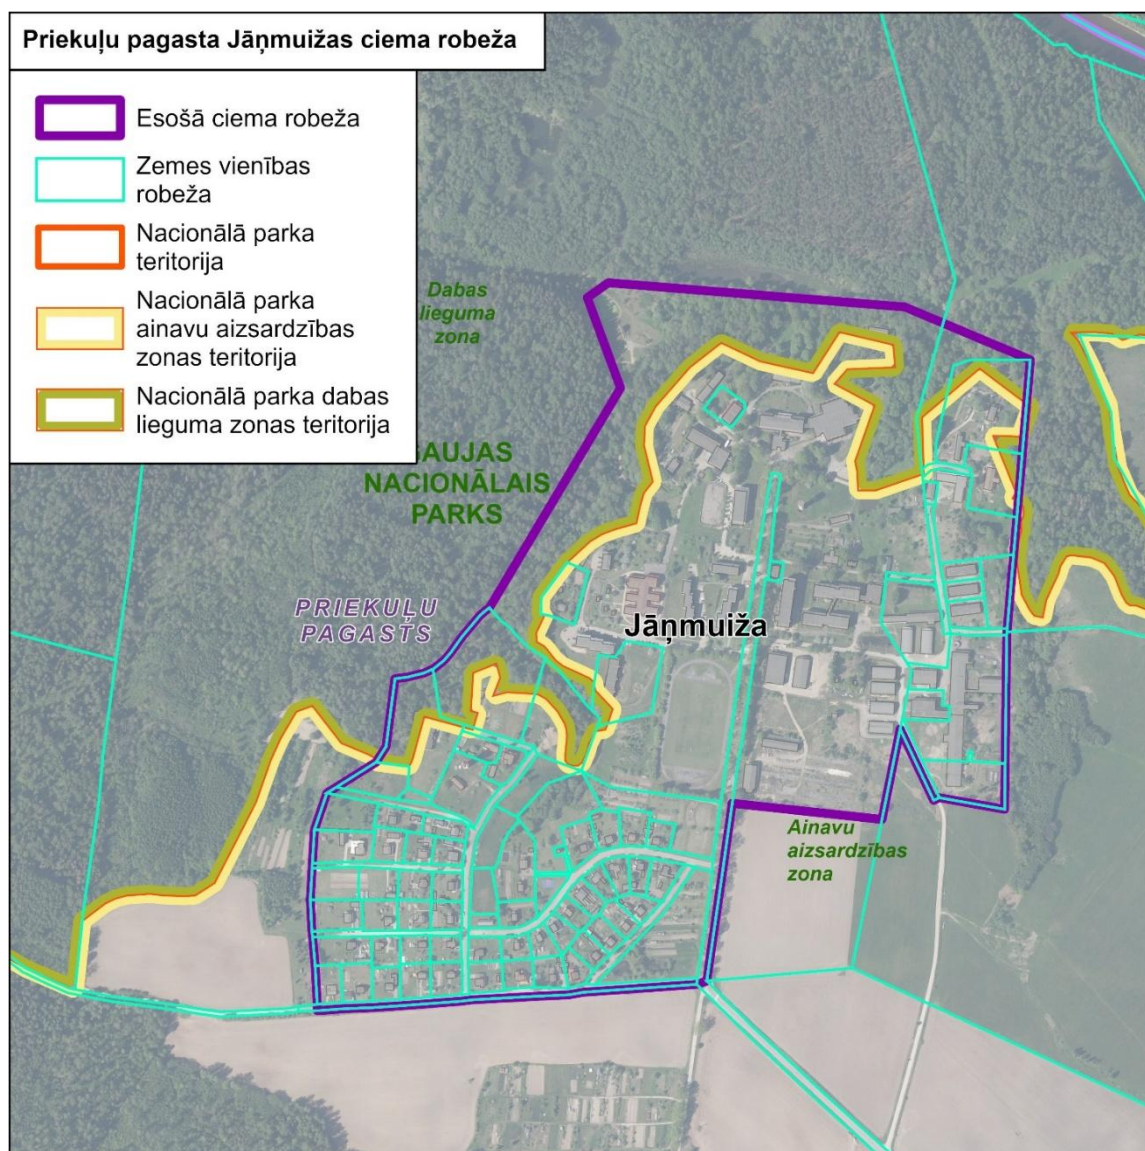 Priekuļu pagasta Jāņmuižas ciema robeža
Esošā ciema robeža
Zemes vienības
robeža
Nacionālā parka
teritorija
Nacionālā parka
ainavu aizsardzības
zonas teritorija
Nacionālā parka dabas
lieguma zonas teritorija
Dabas
lieguma
zona
GAUJAS
NACIONĀLAIS
PARKS
PRIEKUĻU
PAGASTS
Jāņmuiža
Ainavu
aizsardzības
zona